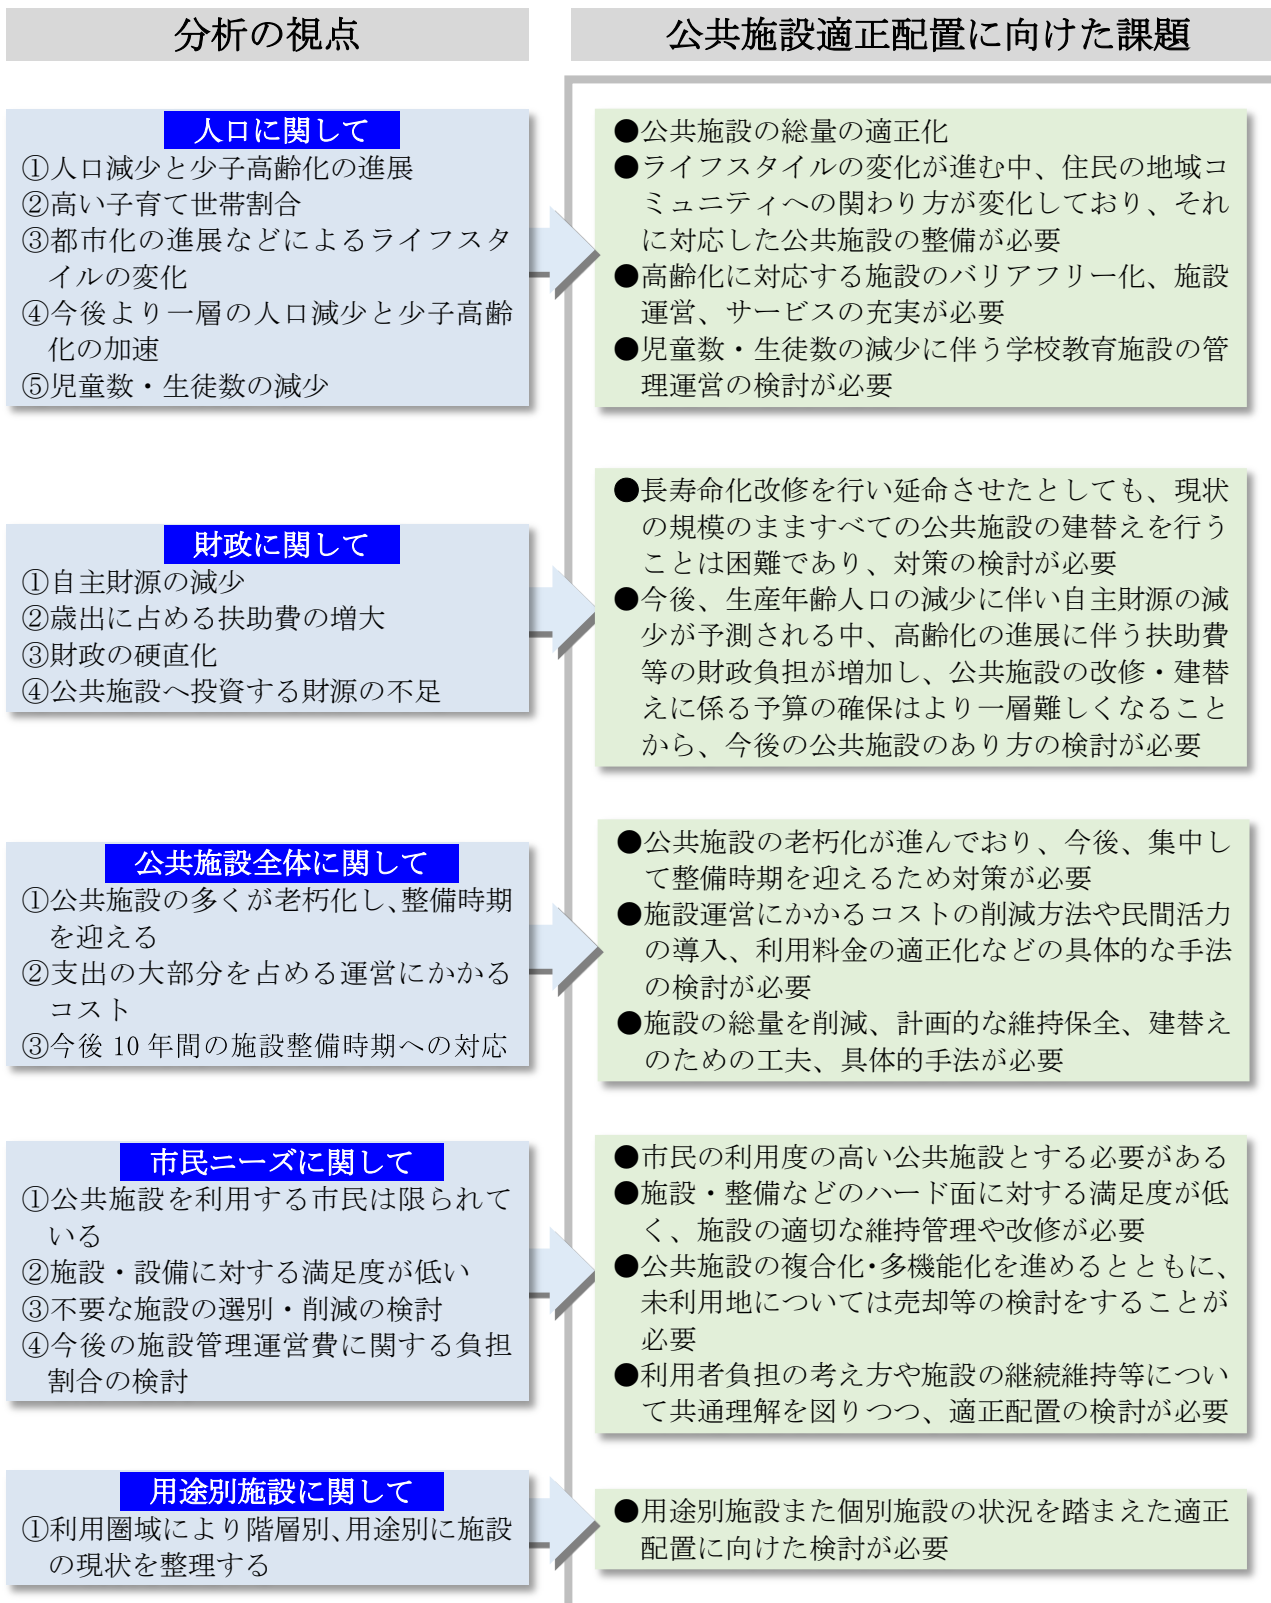 分析の視点
公共施設適正配置に向けた課題
人口に関して
①人口減少と少子高齢化の進展
②高い子育て世帯割合
③都市化の進展などによるライフスタ
イルの変化
④今後より一層の人口減少と少子高齢
化の加速
⑤児童数・生徒数の減少
●公共施設の総量の適正化
●ライフスタイルの変化が進む中、住民の地域コ
ミュニティへの関わり方が変化しており、それ
に対応した公共施設の整備が必要
●高齢化に対応する施設のバリアフリー化、施設
運営、サービスの充実が必要
●児童数・生徒数の減少に伴う学校教育施設の管
理運営の検討が必要
財政に関して
①自主財源の減少
②歳出に占める扶助費の増大
③財政の硬直化
④公共施設へ投資する財源の不足
●長寿命化改修を行い延命させたとしても、現状
の規模のまますべての公共施設の建替えを行う
ことは困難であり、対策の検討が必要
●今後、生産年齢人口の減少に伴い自主財源の減
少が予測される中、高齢化の進展に伴う扶助費
等の財政負担が増加し、公共施設の改修・建替
えに係る予算の確保はより一層難しくなること
から、今後の公共施設のあり方の検討が必要
公共施設全体に関して
①公共施設の多くが老朽化し、整備時期
を迎える
②支出の大部分を占める運営にかかる
コスト
③今後 10 年間の施設整備時期への対応
●公共施設の老朽化が進んでおり、今後、集中し
て整備時期を迎えるため対策が必要
●施設運営にかかるコストの削減方法や民間活力
の導入、利用料金の適正化などの具体的な手法
の検討が必要
●施設の総量を削減、計画的な維持保全、建替え
のための工夫、具体的手法が必要
市民ニーズに関して
①公共施設を利用する市民は限られて
いる
②施設・設備に対する満足度が低い
③不要な施設の選別・削減の検討
④今後の施設管理運営費に関する負担
割合の検討
●市民の利用度の高い公共施設とする必要がある
●施設・整備などのハード面に対する満足度が低
く、施設の適切な維持管理や改修が必要
●公共施設の複合化・多機能化を進めるとともに、
未利用地については売却等の検討をすることが
必要
●利用者負担の考え方や施設の継続維持等につい
て共通理解を図りつつ、適正配置の検討が必要
用途別施設に関して
①利用圏域により階層別、用途別に施設
の現状を整理する
●用途別施設また個別施設の状況を踏まえた適正
配置に向けた検討が必要